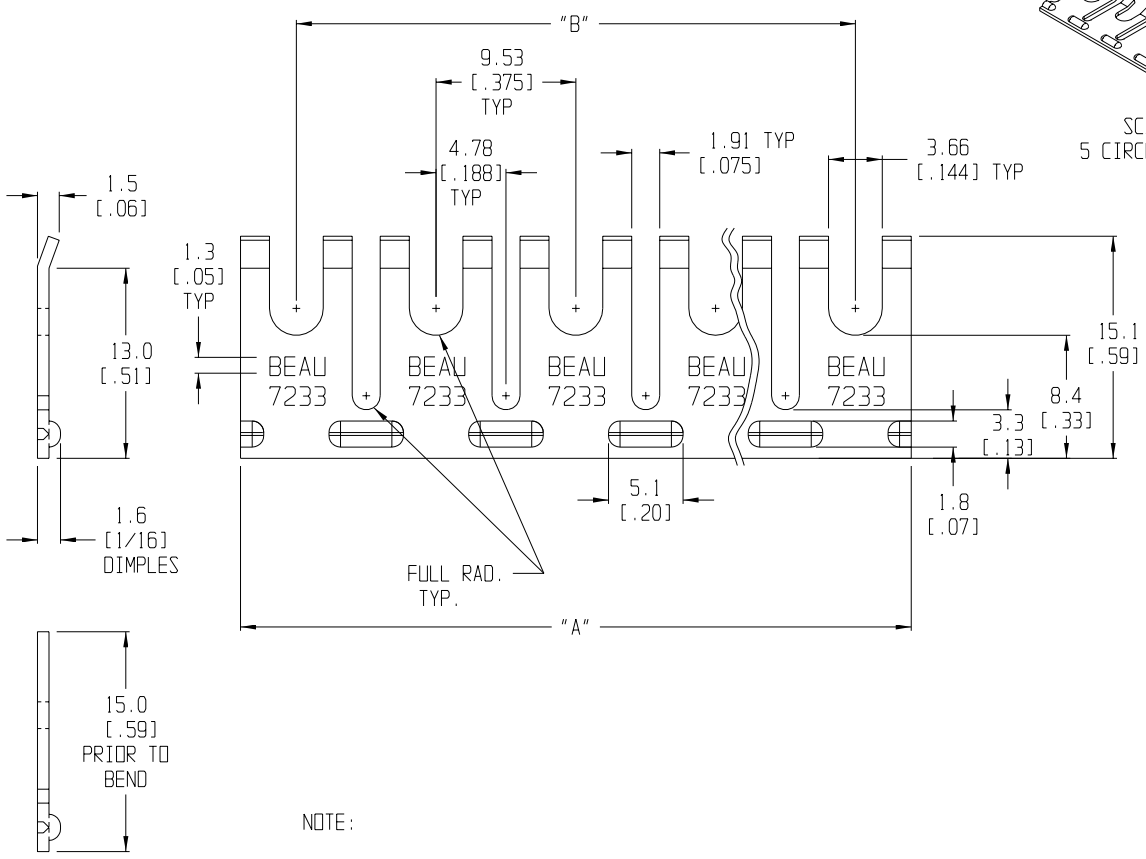 "B"
9.53
[.375]
TYP
4.78
[.188]
TYP
1.91 TYP
[.075]
3.66
[.144] TYP
SC
5 CIRC
1.5
[.06]
1.3
[.05]
TYP
13.0
[.51]
BEAU
7233
BEAU
7233
BEAU
7233
BEAU
7233
BEAU
7233
15.1
[.59]
8.4
[.33]
3.3
[.13]
1.8
[.07]
5.1
[.20]
1.6
[1/16]
DIMPLES
FULL RAD.
TYP.
"A"
15.0
[.59]
PRIOR TO
BEND
NOTE: